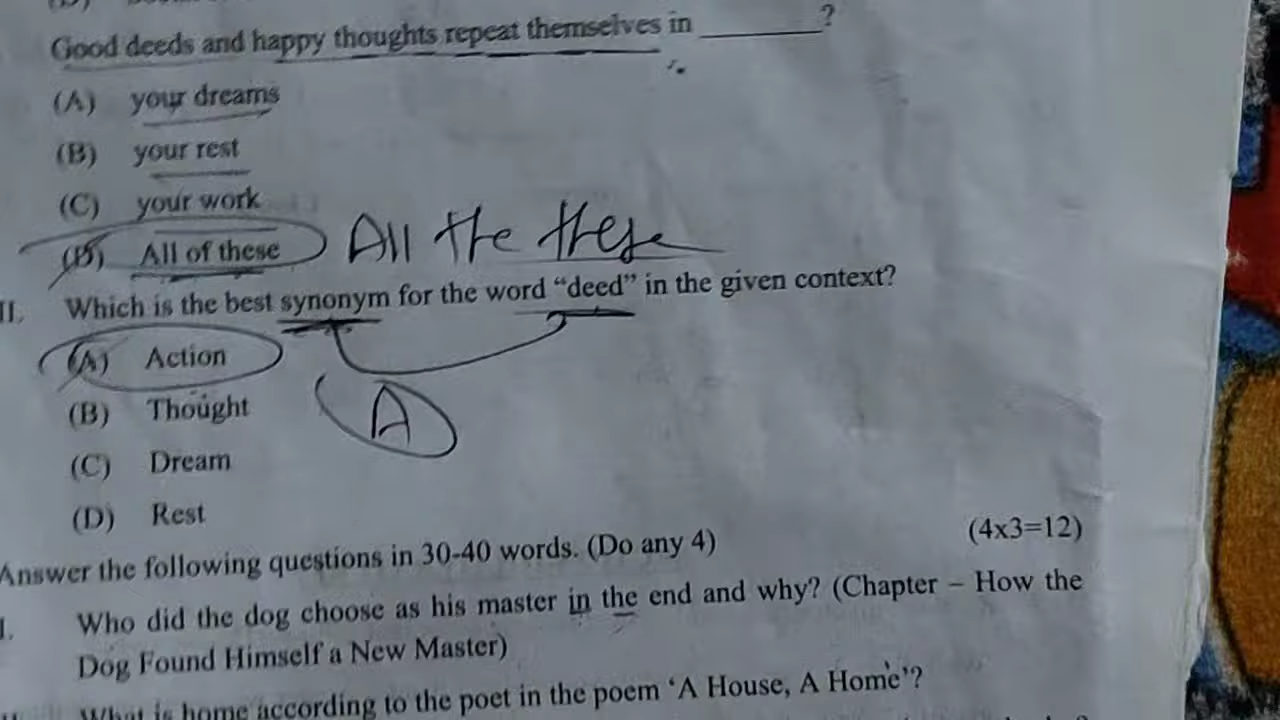 Good deeds and happy thoughts repeat themselves in ______?
(A) your dreams
(B) your rest
(C) your work
(D) All of these All the these
II. Which is the best synonym for the word "deed" in the given context?
(A) Action
A
(B) Thought
(C) Dream
(D) Rest
Answer the following questions in 30-40 words. (Do any 4) (4x3=12)
I. Who did the dog choose as his master in the end and why? (Chapter – How the
Dog Found Himself a New Master)
What is home according to the poet in the poem 'A House, A Home'?